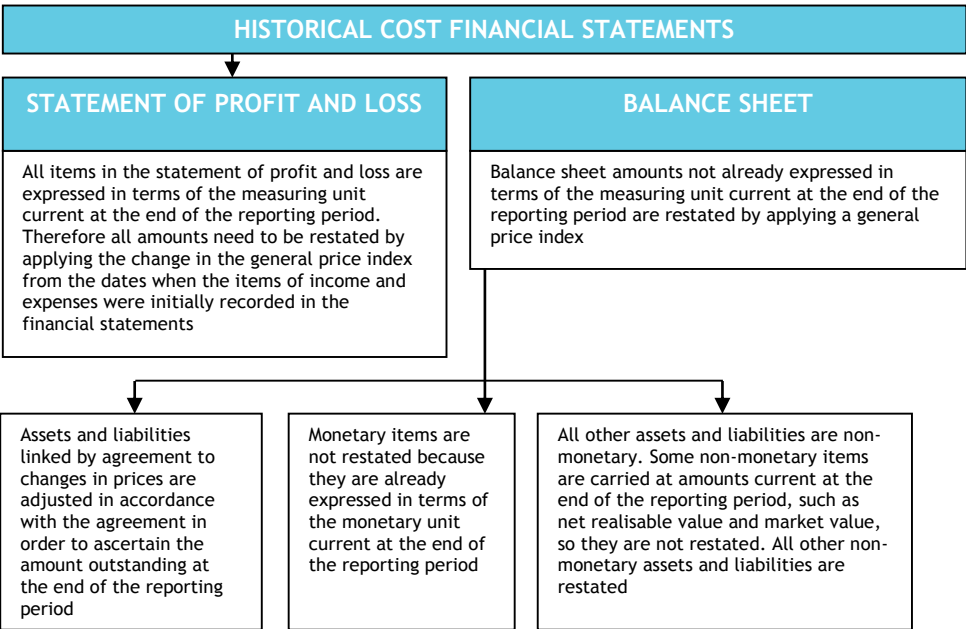 HISTORICAL COST FINANCIAL STATEMENTS
STATEMENT OF PROFIT AND LOSS
All items in the statement of profit and loss are
expressed in terms of the measuring unit
current at the end of the reporting period.
Therefore all amounts need to be restated by
applying the change in the general price index
from the dates when the items of income and
expenses were initially recorded in the
financial statements
BALANCE SHEET
Balance sheet amounts not already expressed in
terms of the measuring unit current at the end of the
reporting period are restated by applying a general
price index
Assets and liabilities
linked by agreement to
changes in prices are
adjusted in accordance
with the agreement in
order to ascertain the
amount outstanding at
the end of the reporting
period
Monetary items are
not restated because
they are already
expressed in terms of
the monetary unit
current at the end of
the reporting period
All other assets and liabilities are non-
monetary. Some non-monetary items
are carried at amounts current at the
end of the reporting period, such as
net realisable value and market value,
so they are not restated. All other non-
monetary assets and liabilities are
restated